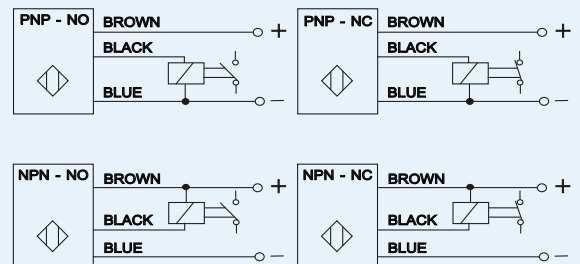 PNP - NO
BROWN +
BLACK
BLUE –
PNP - NC
BROWN +
BLACK
BLUE –
NPN - NO
BROWN +
BLACK
BLUE –
NPN - NC
BROWN +
BLACK
BLUE –